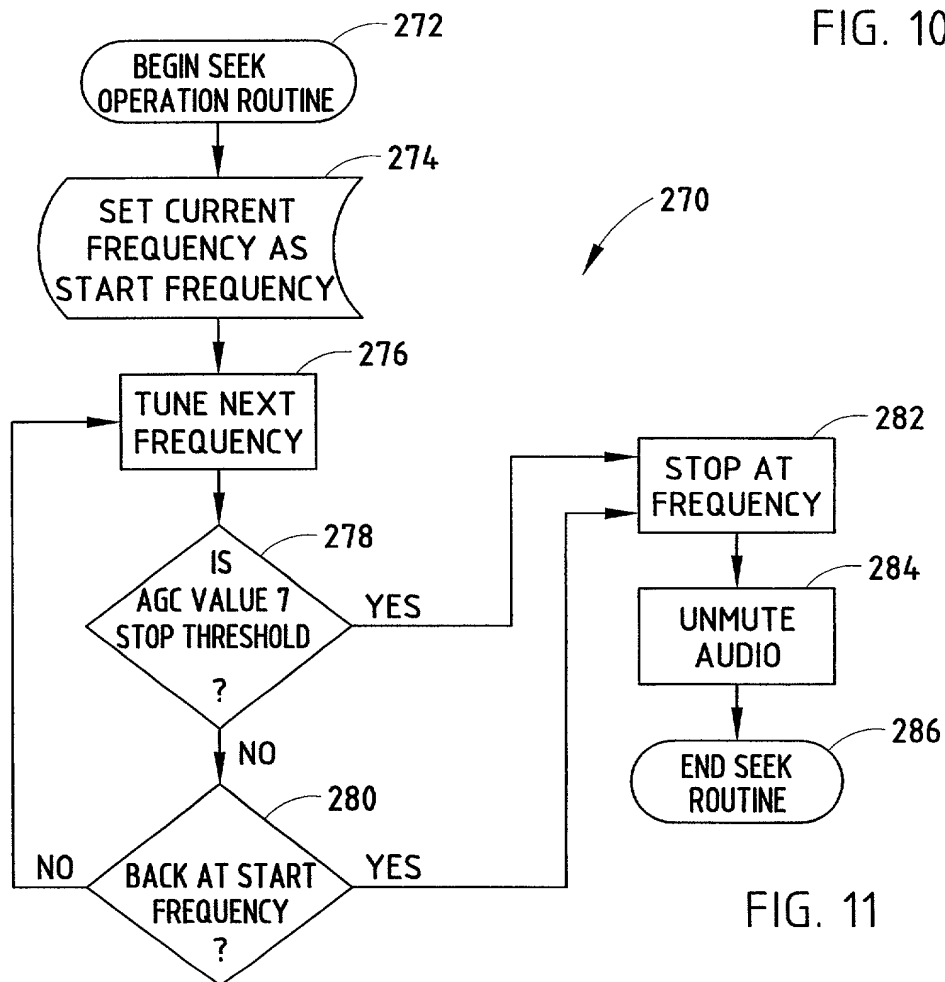 FIG. 10
272
BEGIN SEEK
OPERATION ROUTINE
274
SET CURRENT
FREQUENCY AS
START FREQUENCY
270
276
TUNE NEXT
FREQUENCY
278
IS
AGC VALUE 7
STOP THRESHOLD
?
YES
NO
280
BACK AT START
FREQUENCY
?
NO
YES
282
STOP AT
FREQUENCY
284
UNMUTE
AUDIO
286
END SEEK
ROUTINE
FIG. 11